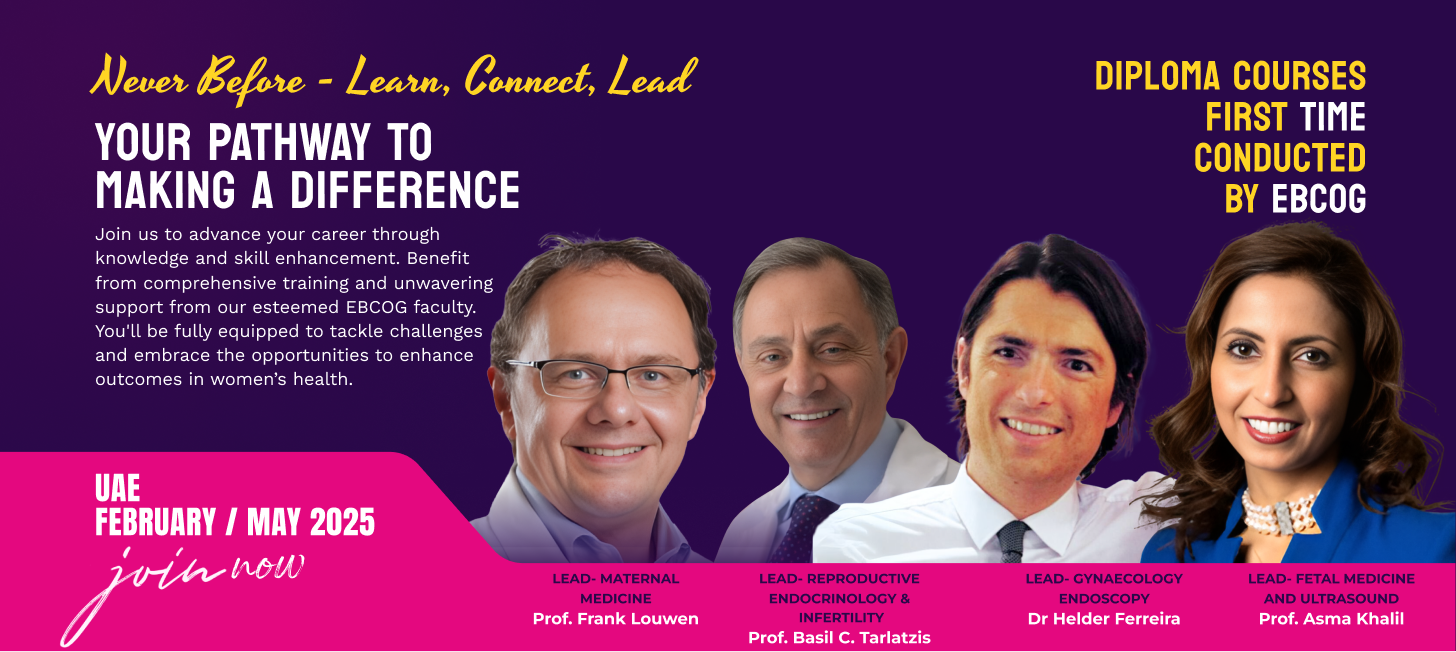 Never Before - Learn, Connect, Lead
YOUR PATHWAY TO
MAKING A DIFFERENCE
Join us to advance your career through
knowledge and skill enhancement. Benefit
from comprehensive training and unwavering
support from our esteemed EBCOG faculty.
You'll be fully equipped to tackle challenges
and embrace the opportunities to enhance
outcomes in women’s health.
DIPLOMA COURSES
FIRST TIME
CONDUCTED
BY EBCOG
UAE
FEBRUARY / MAY 2025
join now
LEAD- MATERNAL
MEDICINE
Prof. Frank Louwen
LEAD- REPRODUCTIVE
ENDOCRINOLOGY &
INFERTILITY
Prof. Basil C. Tarlatzis
LEAD- GYNAECOLOGY
ENDOSCOPY
Dr Helder Ferreira
LEAD- FETAL MEDICINE
AND ULTRASOUND
Prof. Asma Khalil